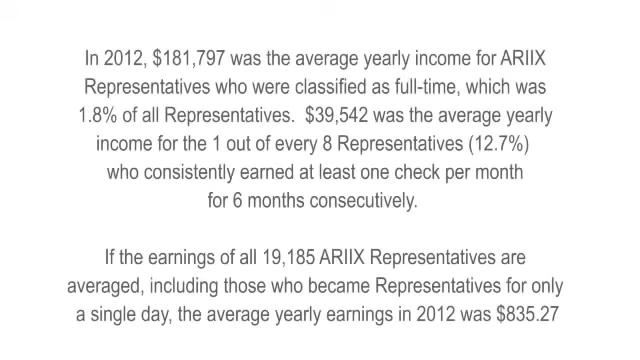 In 2012, $181,797 was the average yearly income for ARIIX
Representatives who were classified as full-time, which was
1.8% of all Representatives. $39,542 was the average yearly
income for the 1 out of every 8 Representatives (12.7%)
who consistently earned at least one check per month
for 6 months consecutively.
If the earnings of all 19,185 ARIIX Representatives are
averaged, including those who became Representatives for only
a single day, the average yearly earnings in 2012 was $835.27